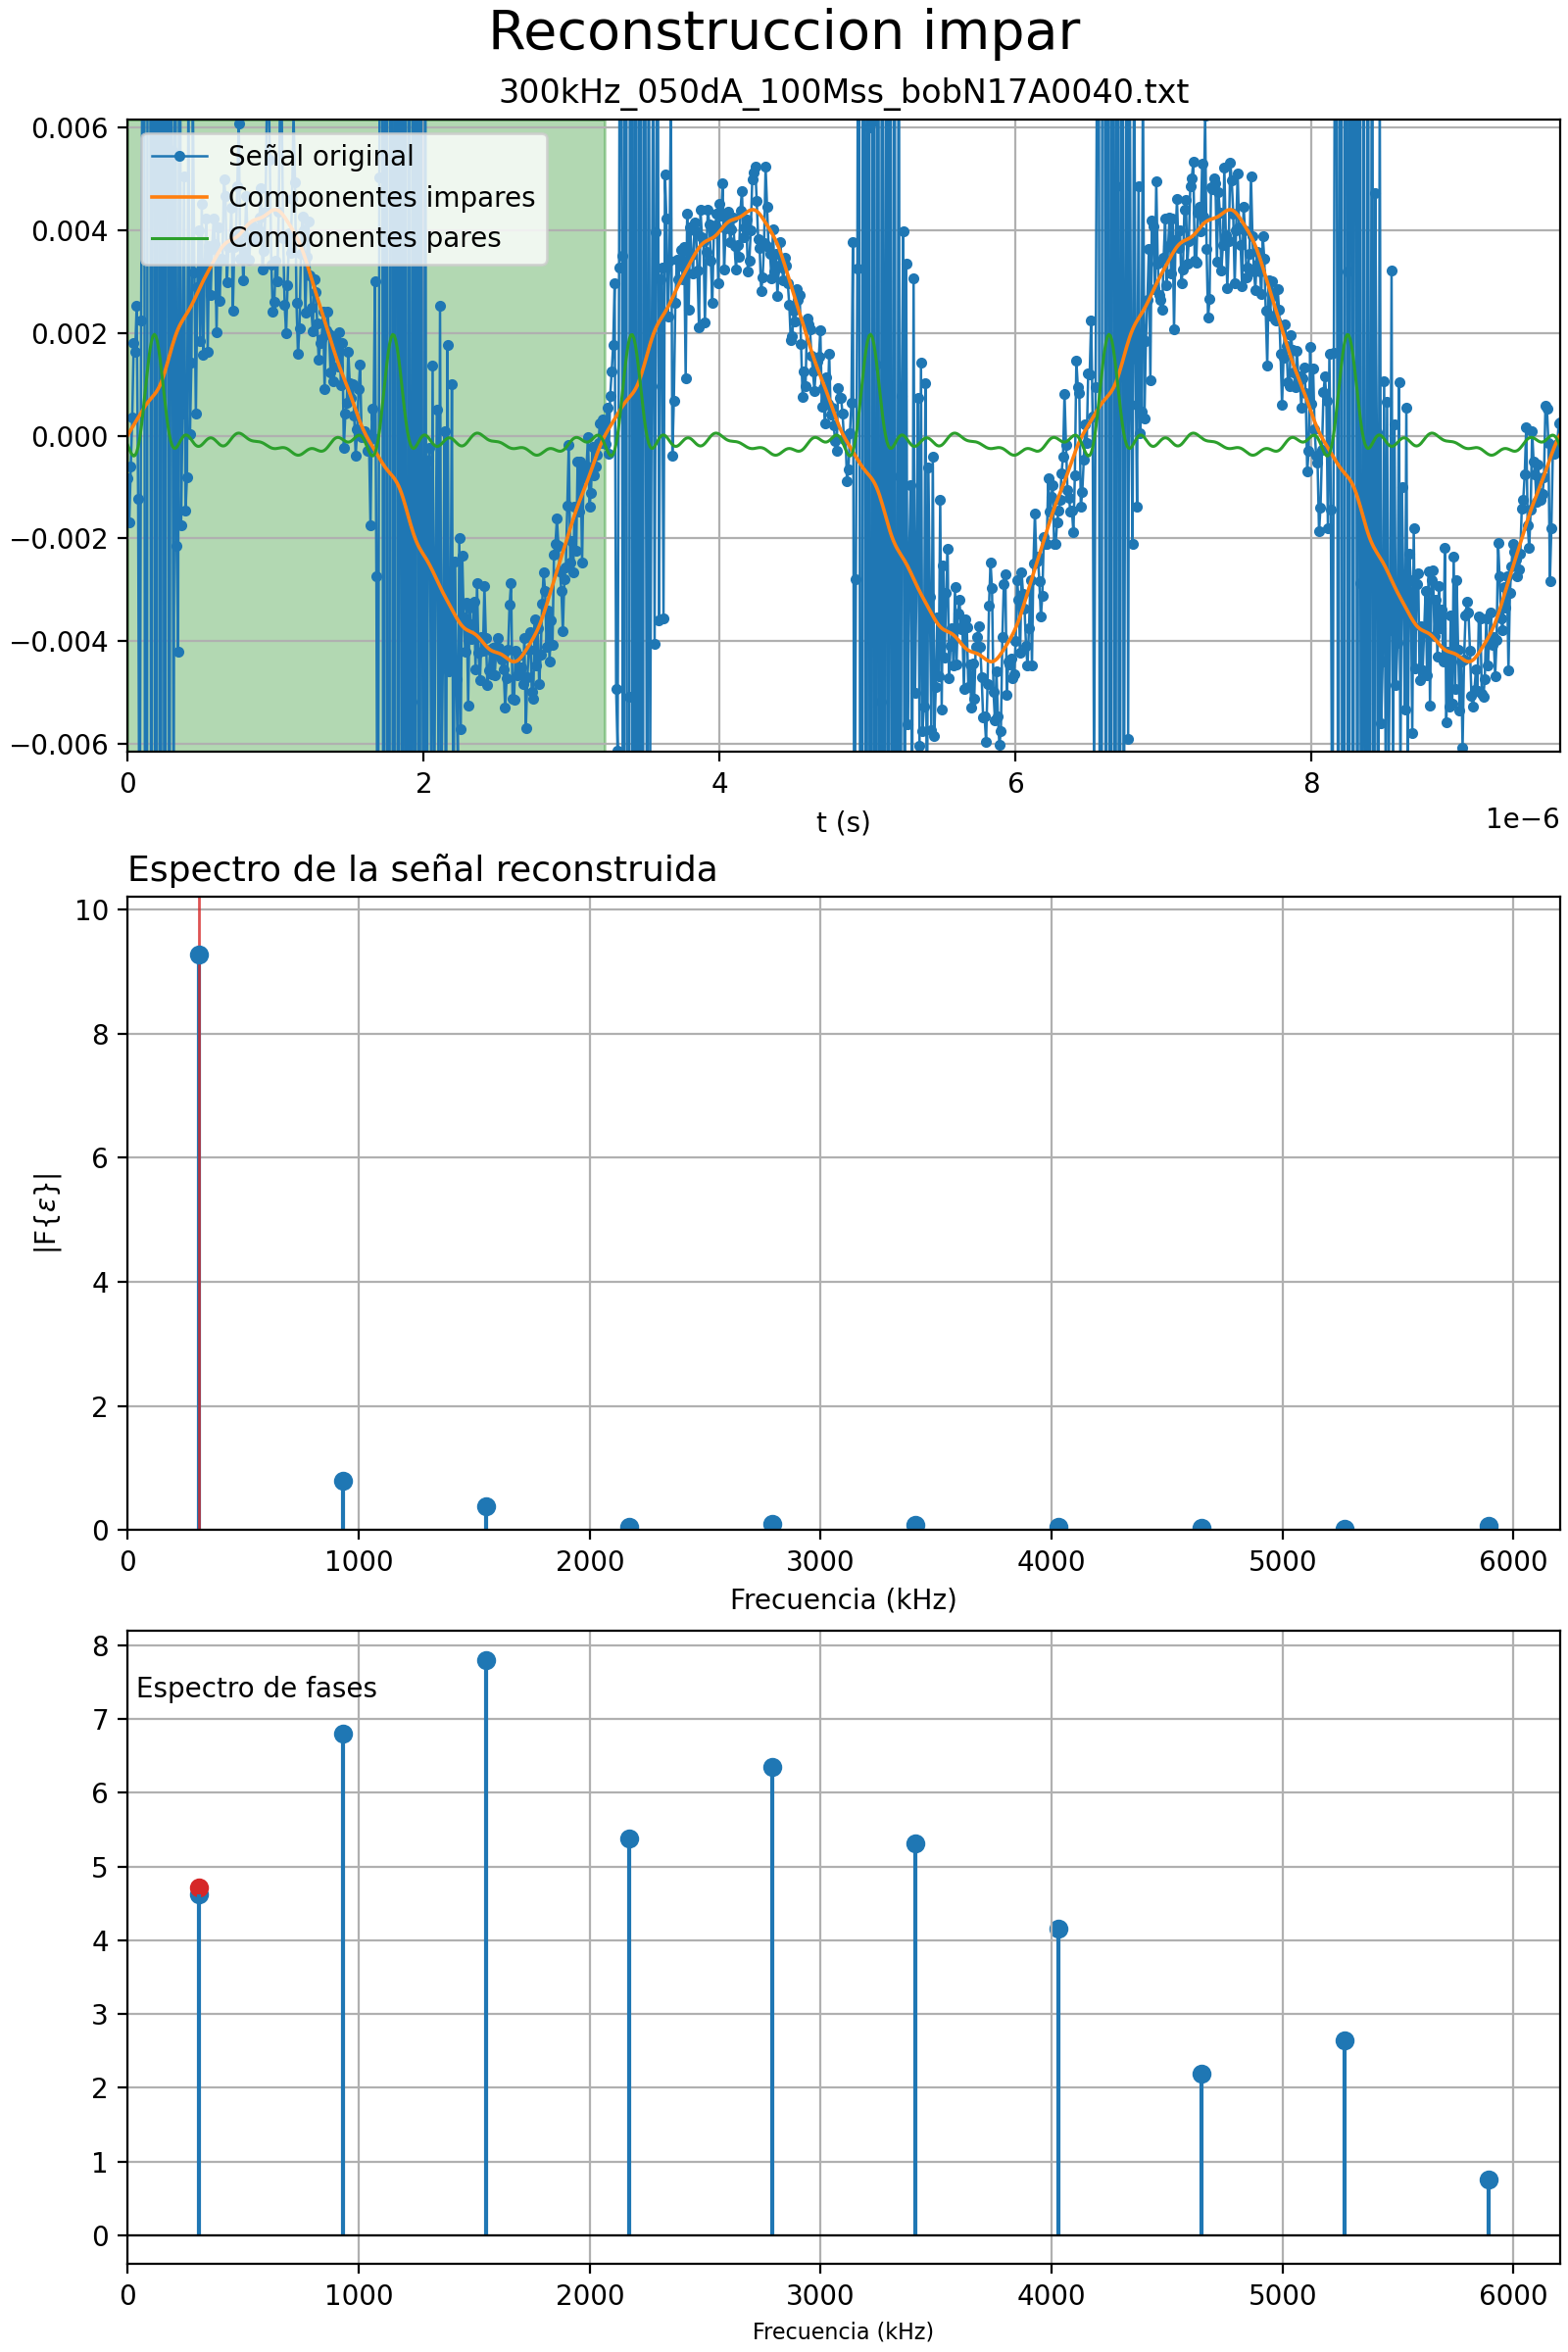 Reconstruccion impar
300kHz_050dA_100Mss_bobN17A0040.txt
0.006
0.004
0.002
0.000
−0.002
−0.004
−0.006
Señal original
Componentes impares
Componentes pares
0 2 4 6 8
1e−6
t (s)
Espectro de la señal reconstruida
10
8
6
4
2
0
|F{ε}|
0 1000 2000 3000 4000 5000 6000
Frecuencia (kHz)
8
7
6
5
4
3
2
1
0
Espectro de fases
0 1000 2000 3000 4000 5000 6000
Frecuencia (kHz)